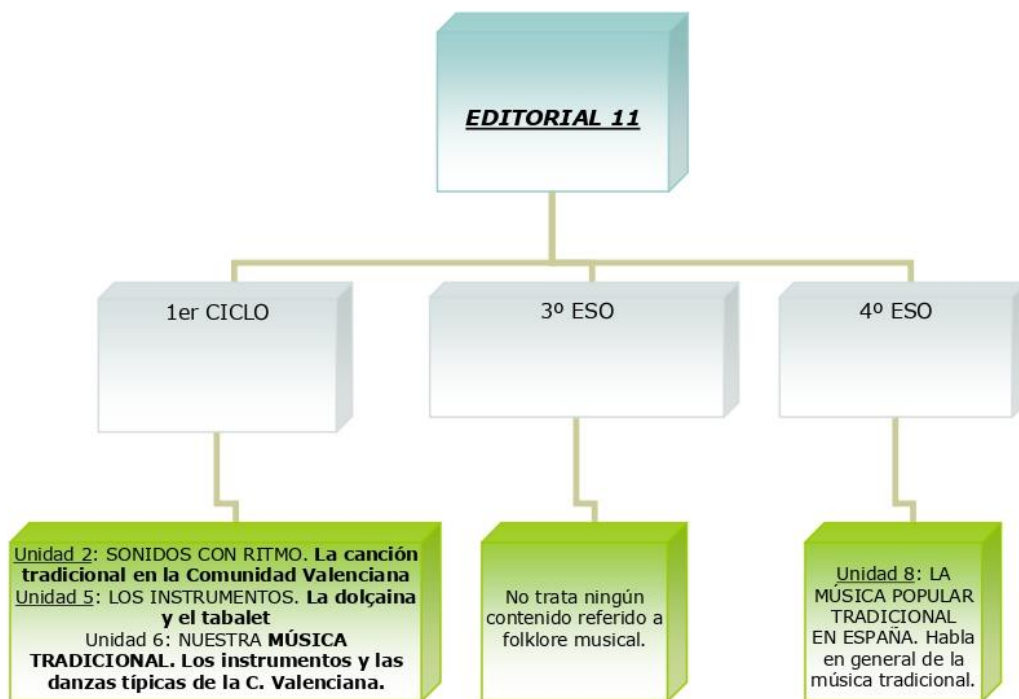 EDITORIAL 11
1er CICLO
3º ESO
4º ESO
Unidad 2: SONIDOS CON RITMO. La canción
tradicional en la Comunidad Valenciana
Unidad 5: LOS INSTRUMENTOS. La dolçaina
y el tabalet
Unidad 6: NUESTRA MÚSICA
TRADICIONAL. Los instrumentos y las
danzas típicas de la C. Valenciana.
No trata ningún
contenido referido a
folklore musical.
Unidad 8: LA
MÚSICA POPULAR
TRADICIONAL
EN ESPAÑA. Habla
en general de la
música tradicional.